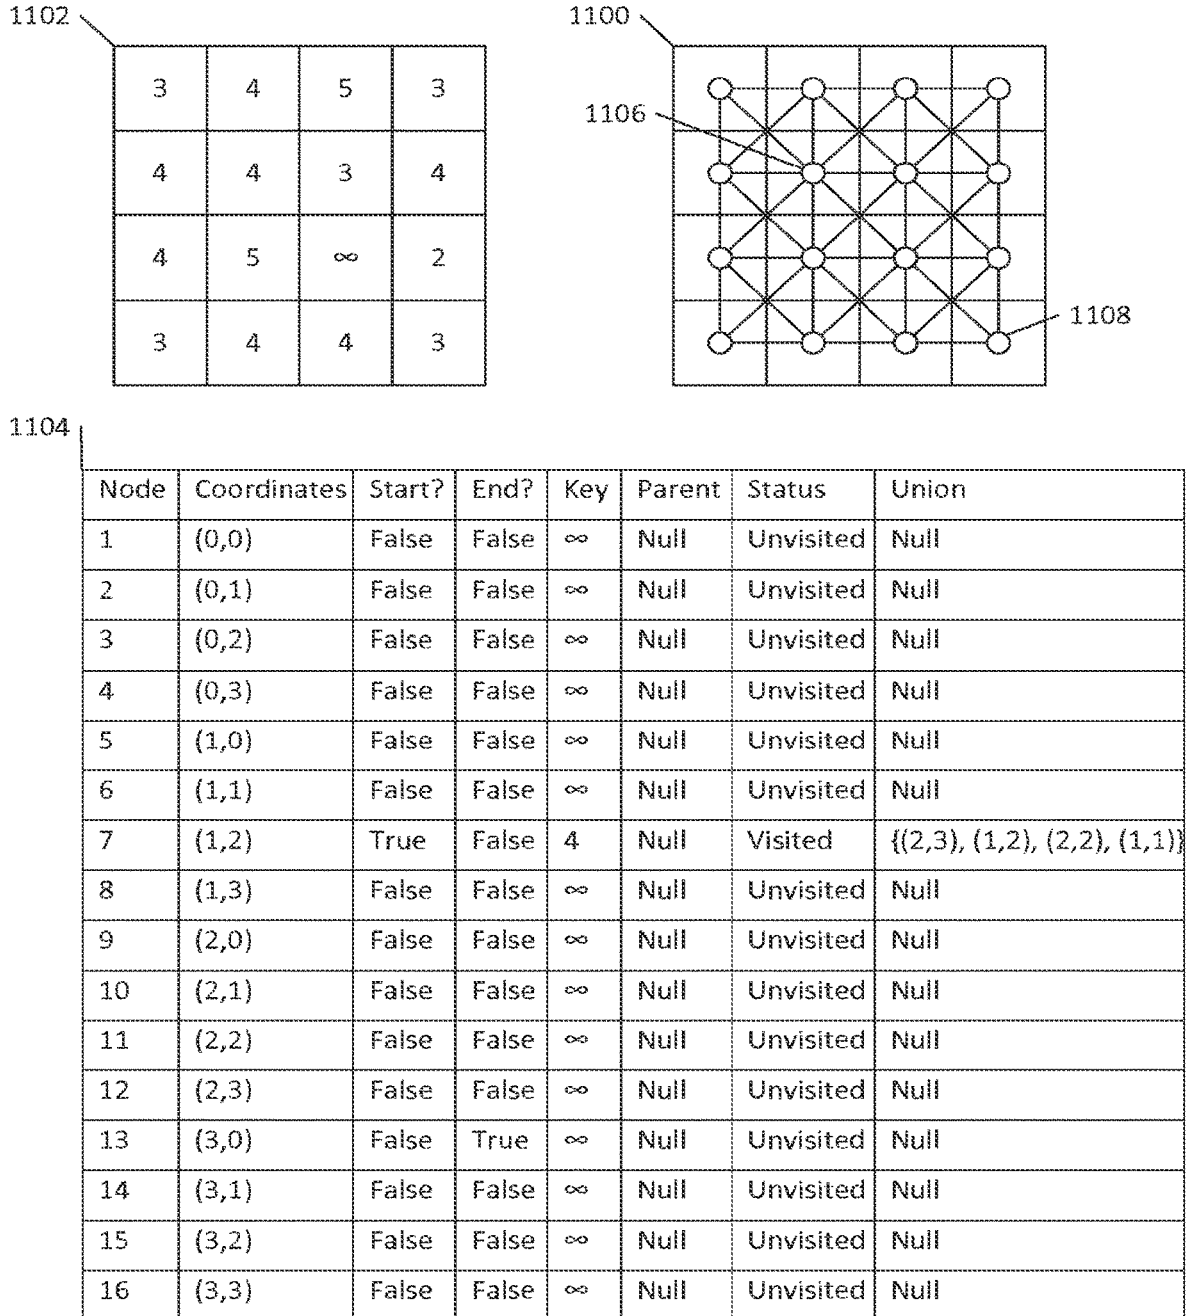 1102
3 4 5 3
4 4 3 4
4 5 ∞ 2
3 4 4 3
1100
1106
1108
1104
Node Coordinates Start? End? Key Parent Status Union
1 (0,0) False False ∞ Null Unvisited Null
2 (0,1) False False ∞ Null Unvisited Null
3 (0,2) False False ∞ Null Unvisited Null
4 (0,3) False False ∞ Null Unvisited Null
5 (1,0) False False ∞ Null Unvisited Null
6 (1,1) False False ∞ Null Unvisited Null
7 (1,2) True False 4 Null Visited {(2,3), (1,2), (2,2), (1,1)}
8 (1,3) False False ∞ Null Unvisited Null
9 (2,0) False False ∞ Null Unvisited Null
10 (2,1) False False ∞ Null Unvisited Null
11 (2,2) False False ∞ Null Unvisited Null
12 (2,3) False False ∞ Null Unvisited Null
13 (3,0) False True ∞ Null Unvisited Null
14 (3,1) False False ∞ Null Unvisited Null
15 (3,2) False False ∞ Null Unvisited Null
16 (3,3) False False ∞ Null Unvisited Null